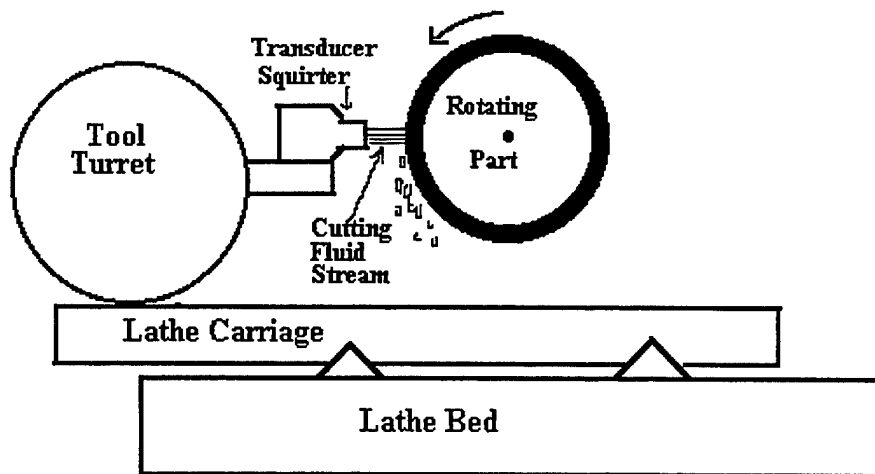 Transducer
Squirter
Rotating
Part
Tool
Turret
Cutting
Fluid
Stream
Lathe Carriage
Lathe Bed